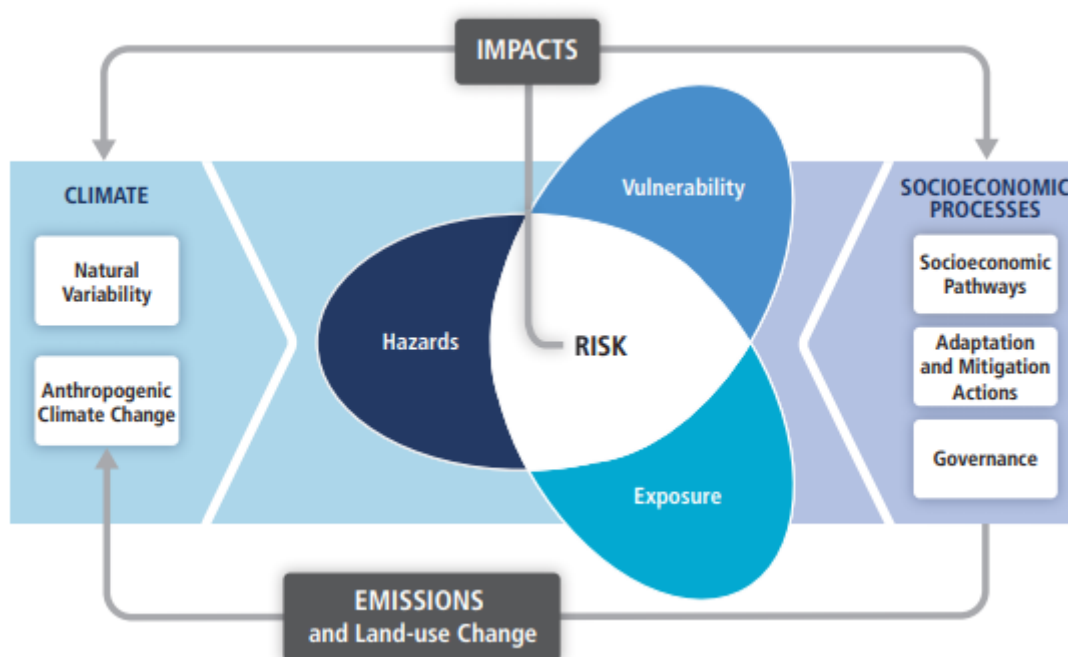 IMPACTS
CLIMATE
Natural
Variability
Anthropogenic
Climate Change
Vulnerability
Hazards
RISK
Exposure
SOCIOECONOMIC
PROCESSES
Socioeconomic
Pathways
Adaptation
and Mitigation
Actions
Governance
EMISSIONS
and Land-use Change